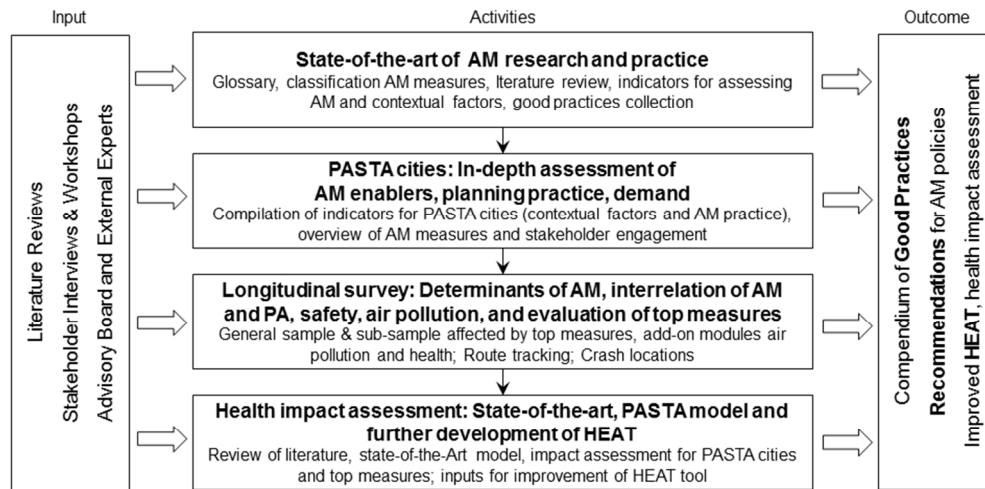 Input
Activities
Outcome
Literature Reviews
Stakeholder Interviews & Workshops
Advisory Board and External Experts
State-of-the-art of AM research and practice
Glossary, classification AM measures, literature review, indicators for assessing
AM and contextual factors, good practices collection
PASTA cities: In-depth assessment of
AM enablers, planning practice, demand
Compilation of indicators for PASTA cities (contextual factors and AM practice),
overview of AM measures and stakeholder engagement
Longitudinal survey: Determinants of AM, interrelation of AM
and PA, safety, air pollution, and evaluation of top measures
General sample & sub-sample affected by top measures, add-on modules air
pollution and health; Route tracking; Crash locations
Health impact assessment: State-of-the-art, PASTA model and
further development of HEAT
Review of literature, state-of-the-Art model, impact assessment for PASTA cities
and top measures; inputs for improvement of HEAT tool
Compendium of Good Practices
Recommendations for AM policies
Improved HEAT, health impact assessment